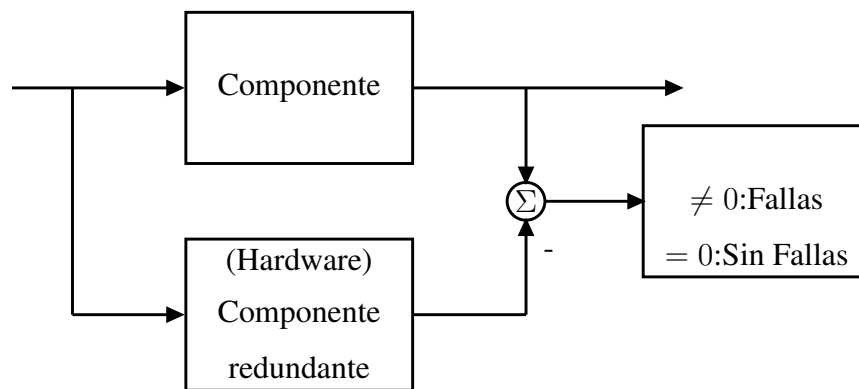 Componente
Σ
-
≠ 0:Fallas
= 0:Sin Fallas
(Hardware)
Componente
redundante